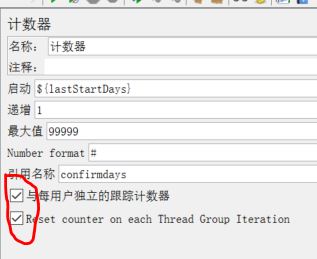 计数器
名称： 计数器
注释：
启动 ${lastStartDays}
递增 1
最大值 99999
Number format #
引用名称 confirmdays
与每用户独立的跟踪计数器
Reset counter on each Thread Group Iteration